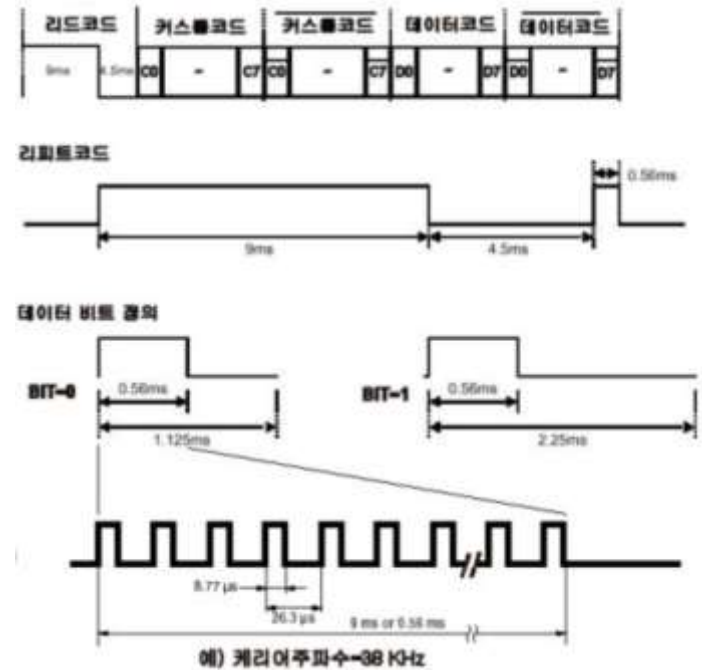 리드코드 커스텀코드 커스텀코드 데이터코드 데이터코드
9ms 4.5ms C0 - C7 C0 - C7 D0 - D7 D0 - D7
리피트코드
0.56ms
9ms 4.5ms
데이터 비트 정의
BIT-0 0.56ms BIT-1 0.56ms
1.125ms 2.25ms
8.77 μs
26.3 μs 9 ms or 0.56 ms
예) 케리어주파수-38 KHz